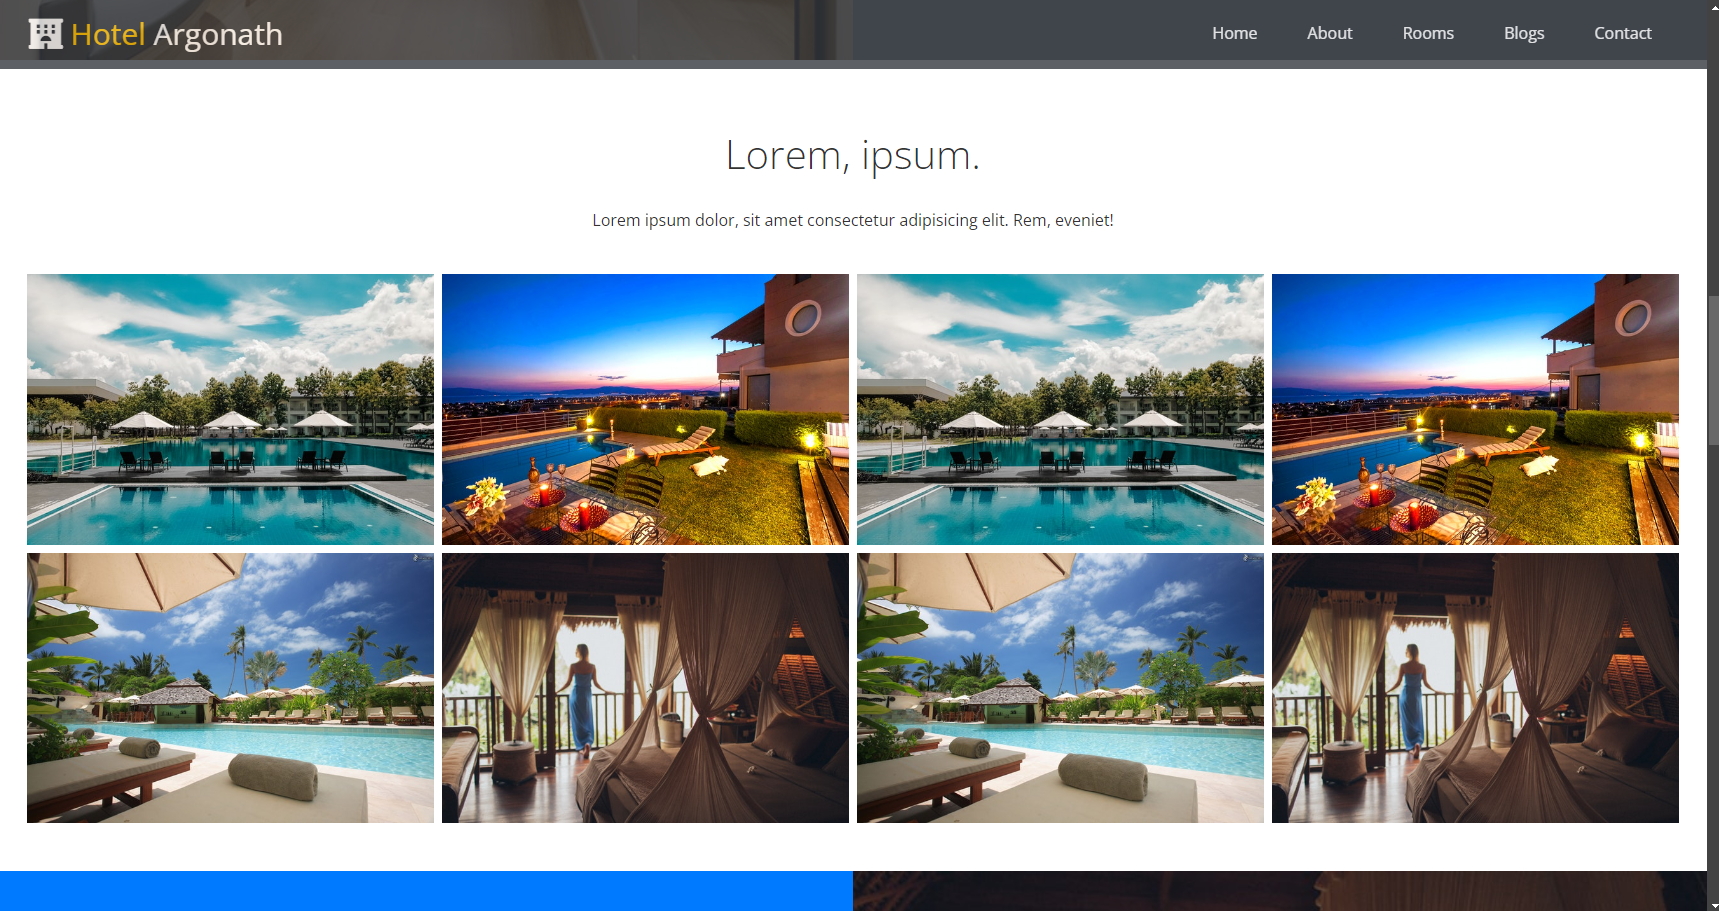 Hotel Argonath
Home About Rooms Blogs Contact
Lorem, ipsum.
Lorem ipsum dolor, sit amet consectetur adipisicing elit. Rem, eveniet!